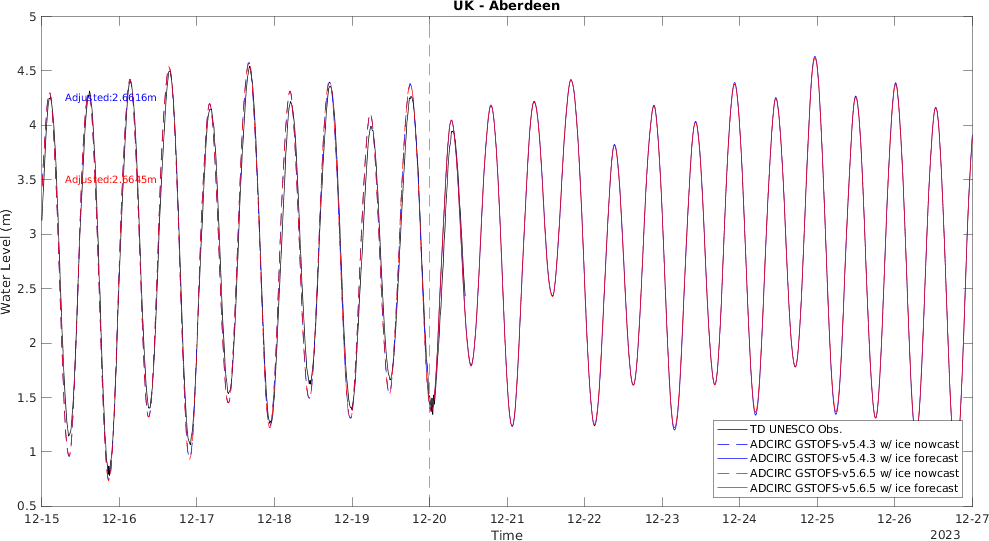 UK - Aberdeen
5
4.5
4
3.5
3
2.5
2
1.5
1
0.5
Water Level (m)
Adjusted:2.6616m
Adjusted:2.6645m
TD UNESCO Obs.
ADCIRC GSTOFS-v5.4.3 w/ ice nowcast
ADCIRC GSTOFS-v5.4.3 w/ ice forecast
ADCIRC GSTOFS-v5.6.5 w/ ice nowcast
ADCIRC GSTOFS-v5.6.5 w/ ice forecast
12-15 12-16 12-17 12-18 12-19 12-20 12-21 12-22 12-23 12-24 12-25 12-26 12-27
Time
2023